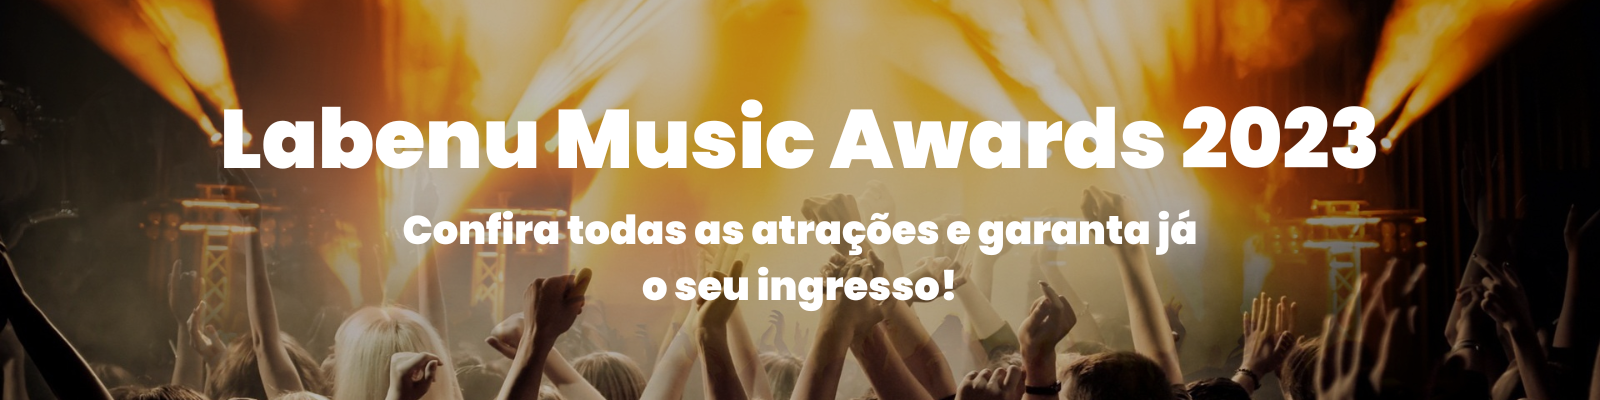 Labenu Music Awards 2023
Confira todas as atrações e garanta já
o seu ingresso!